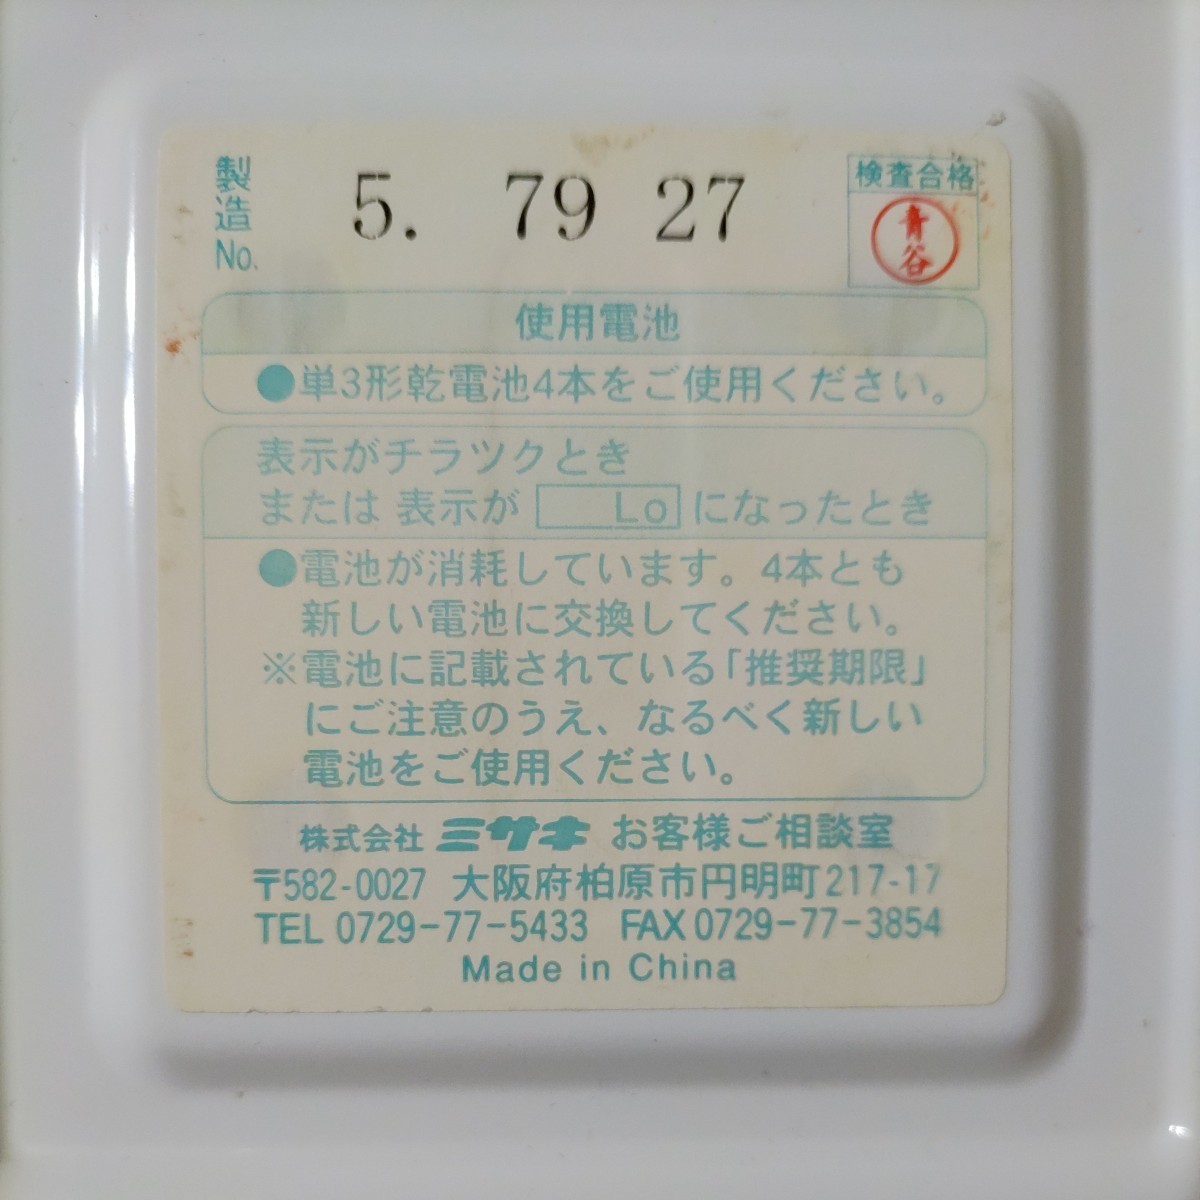 製造No. 5. 79 27
検査合格
青谷
使用電池
●単3形乾電池4本をご使用ください。
表示がチラツクとき
または 表示が Lo になったとき
●電池が消耗しています。4本とも
新しい電池に交換してください。
※電池に記載されている「推奨期限」
にご注意のうえ、なるべく新しい
電池をご使用ください。
株式会社 ミサキ お客様ご相談室
〒582-0027 大阪府柏原市円明町217-17
TEL 0729-77-5433 FAX 0729-77-3854
Made in China